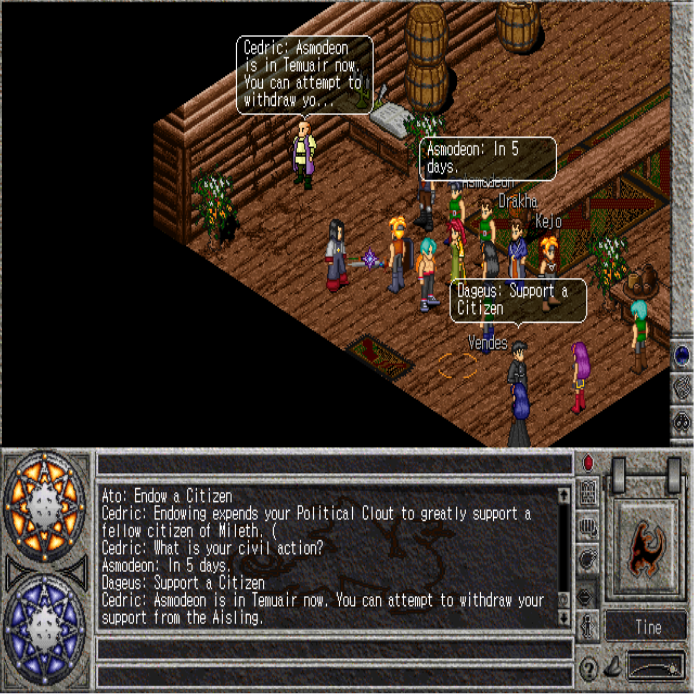 Cedric: Asmodeon
is in Temuair now.
You can attempt to
withdraw yo...
Asmodeon: In 5
days.
Asmodeon
Drakha
Kejo
Dageus: Support a
Citizen
Vendes
Ato: Endow a Citizen
Cedric: Endowing expends your Political Clout to greatly support a
fellow citizen of Mileth. (
Cedric: What is your civil action?
Asmodeon: In 5 days.
Dageus: Support a Citizen
Cedric: Asmodeon is in Temuair now. You can attempt to withdraw your
support from the Aisling.
Tine